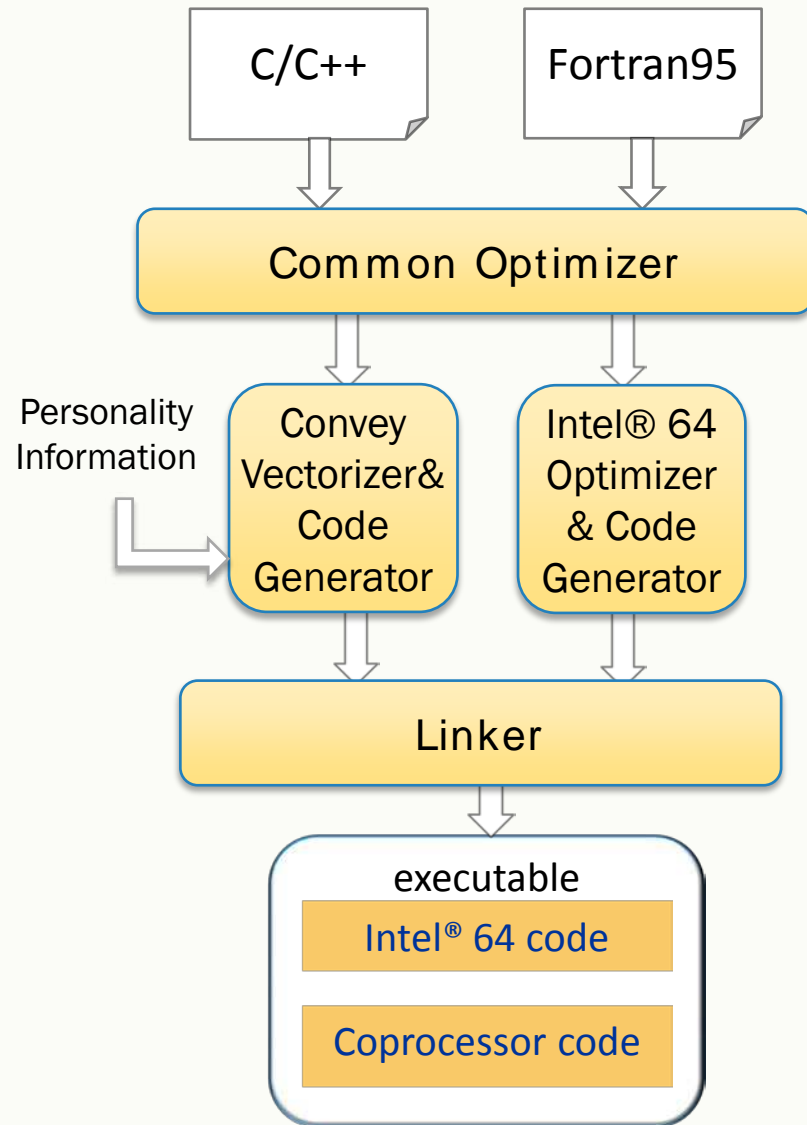 C/C++
Fortran95
Common Optimizer
Personality
Information
Convey
Vectorizer&
Code
Generator
Intel® 64
Optimizer
& Code
Generator
Linker
executable
Intel® 64 code
Coprocessor code